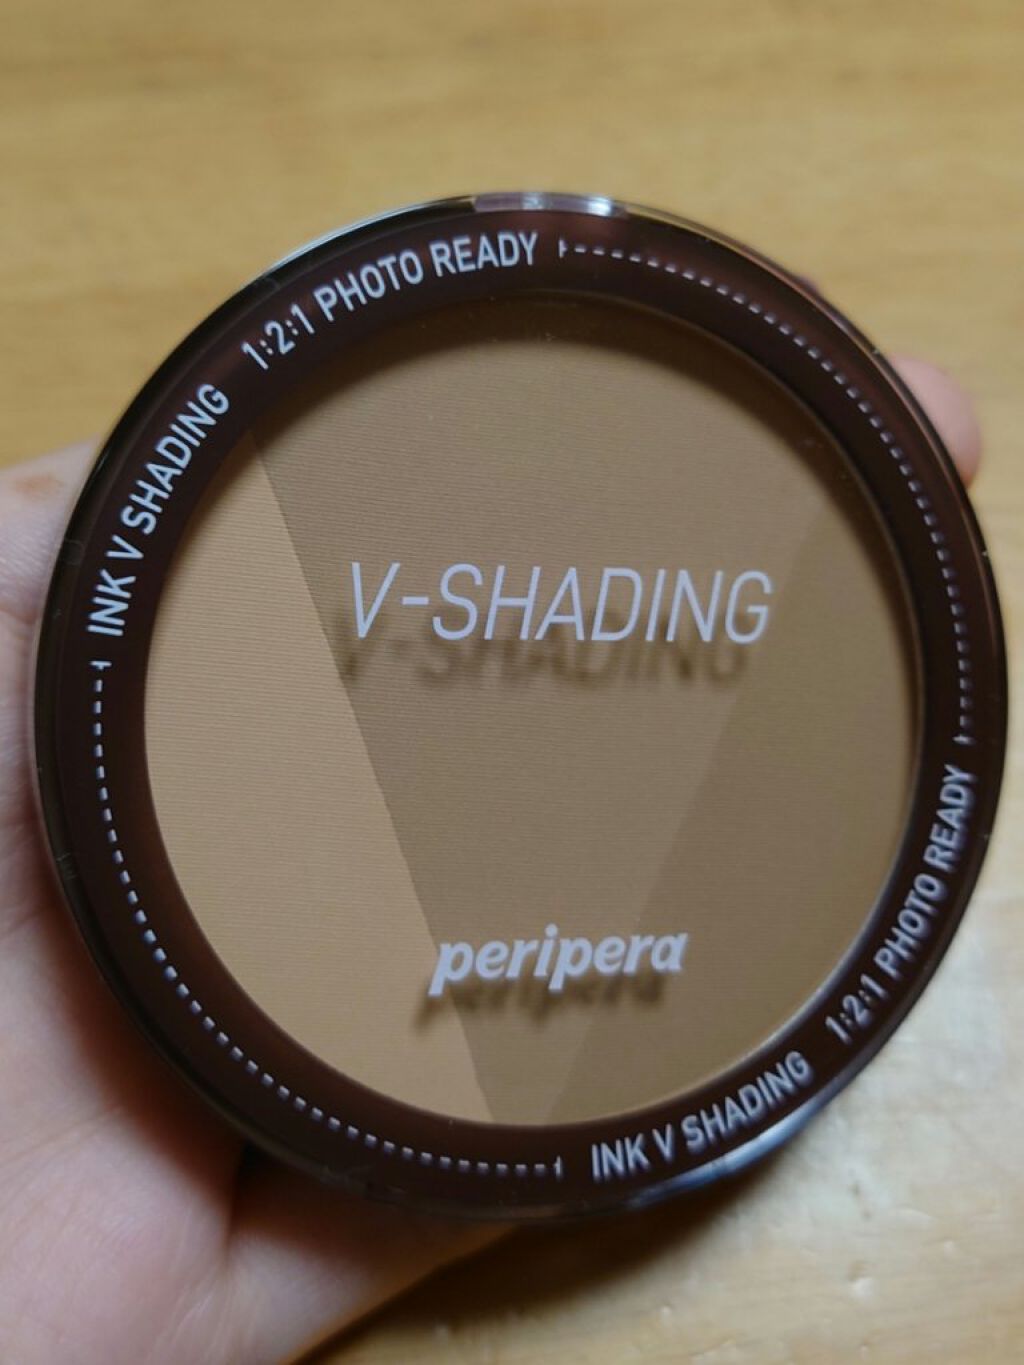 INK V SHADING 1:2:1 PHOTO READY
V-SHADING
peripera
INK V SHADING 1:2:1 PHOTO READY